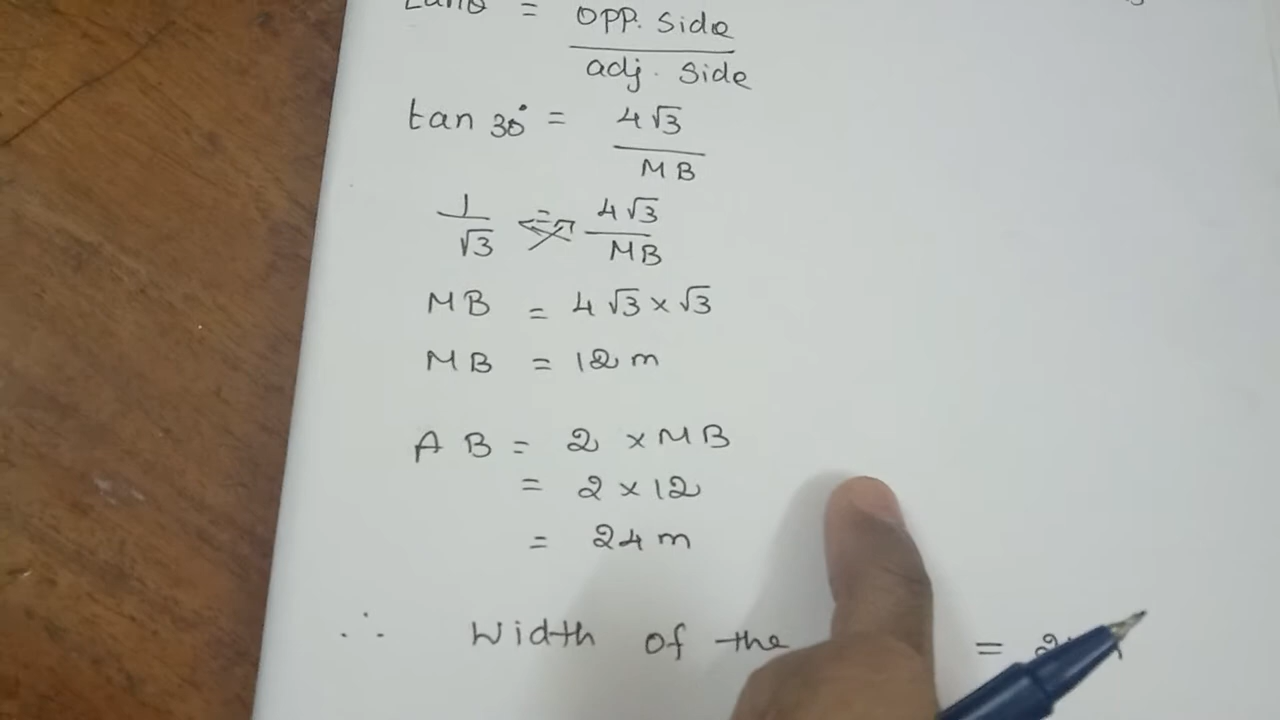 tanθ = opp. side / adj. side
tan 30° = 4√3 / MB
1/√3 = 4√3 / MB
MB = 4√3 × √3
MB = 12 m
AB = 2 × MB
= 2 × 12
= 24 m
∴ Width of the =